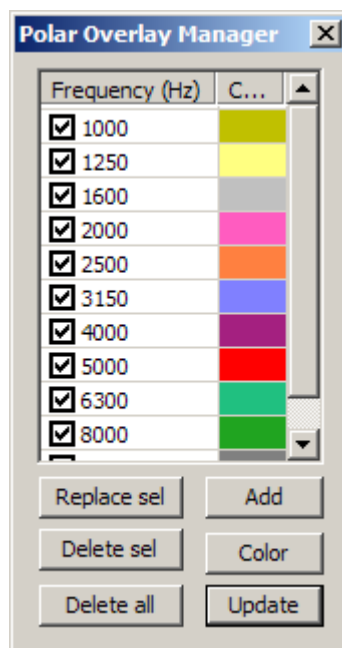 Polar Overlay Manager
Frequency (Hz) C...
1000
1250
1600
2000
2500
3150
4000
5000
6300
8000
Replace sel Add
Delete sel Color
Delete all Update